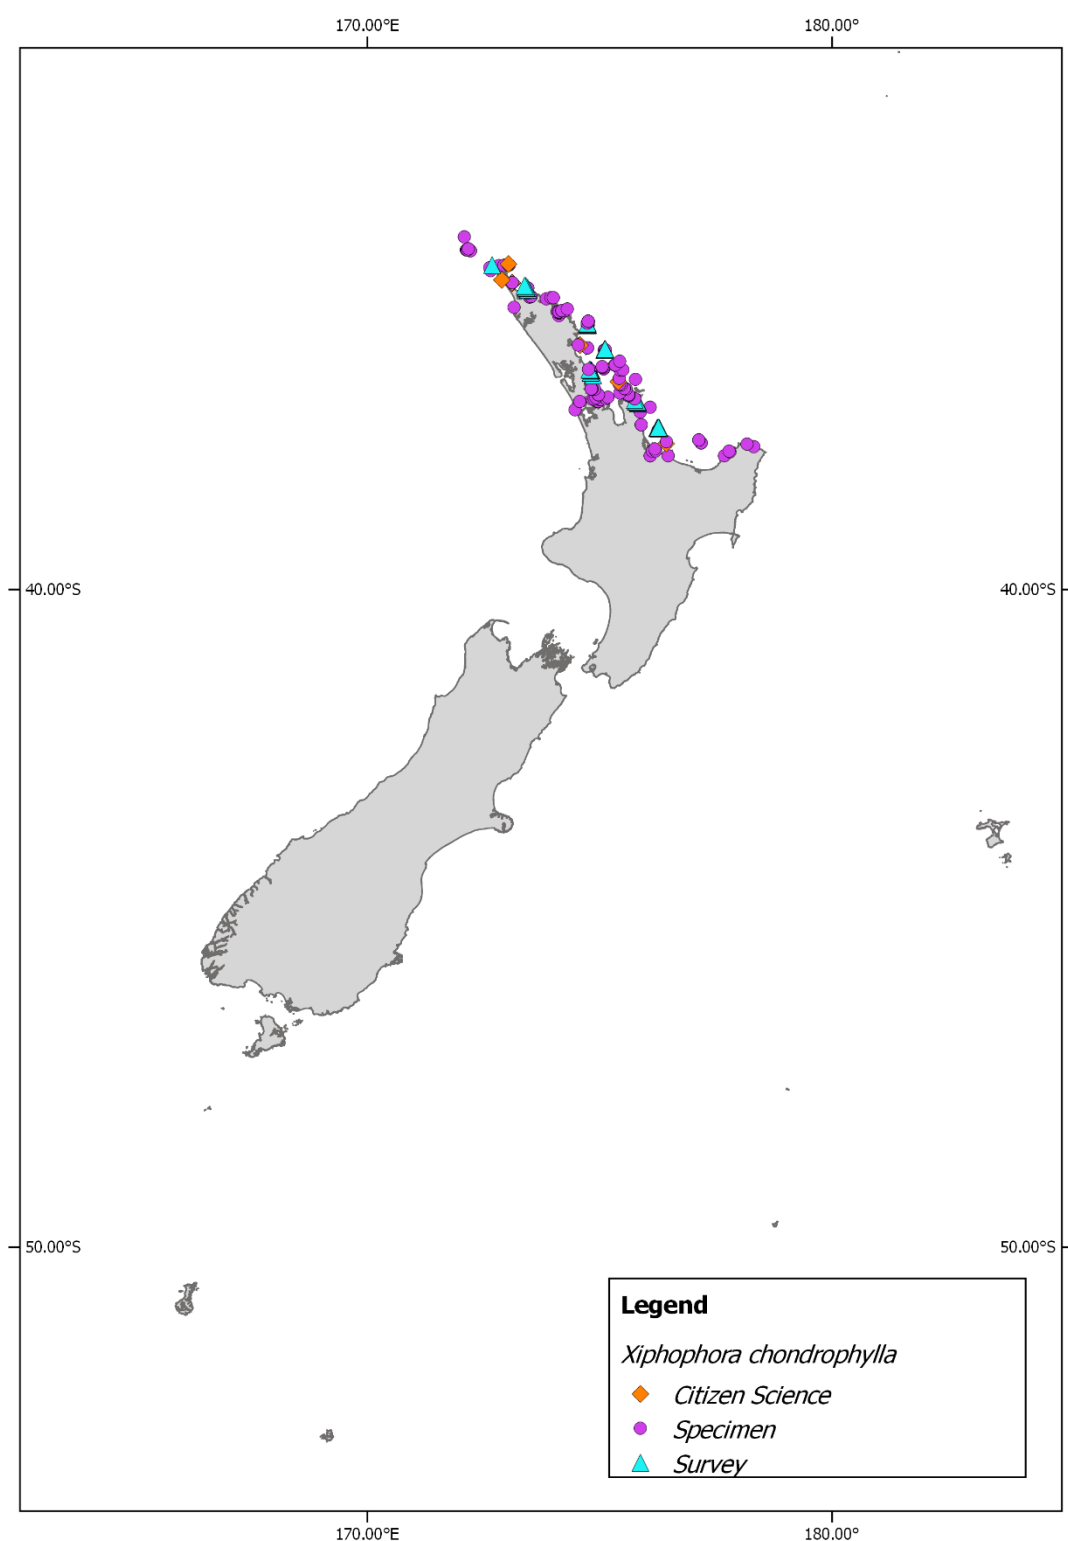 170.00°E 180.00°
40.00°S 40.00°S
50.00°S 50.00°S
Legend
Xiphophora chondrophylla
Citizen Science
Specimen
Survey
170.00°E 180.00°